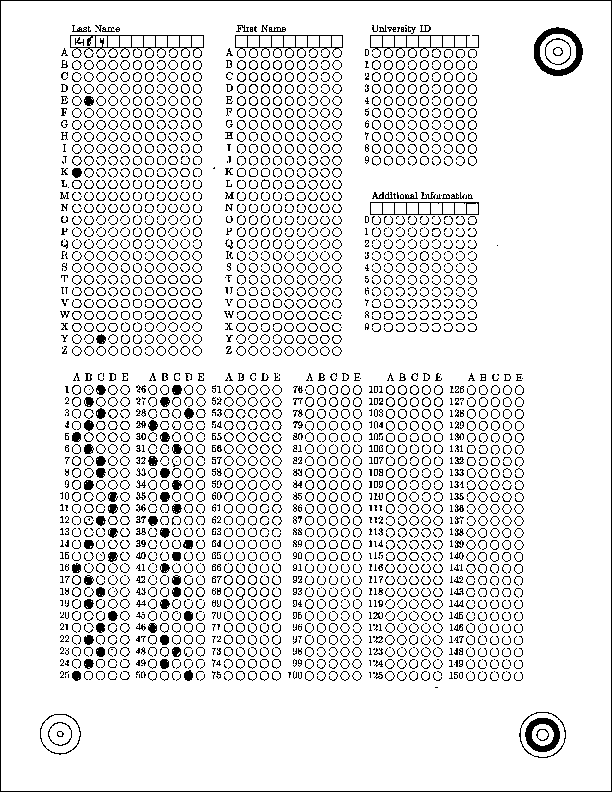 Last Name First Name University ID
K E Y
A A 0
B B 1
C C 2
D D 3
E E 4
F F 5
G G 6
H H 7
I I 8
J J 9
K K
L L
M M Additional Information
N N
O O 0
P P 1
Q Q 2
R R 3
S S 4
T T 5
U U 6
V V 7
W W 8
X X 9
Y Y
Z Z
A B C D E A B C D E A B C D E A B C D E A B C D E A B C D E
1 26 51 76 101 126
2 27 52 77 102 127
3 28 53 78 103 128
4 29 54 79 104 129
5 30 55 80 105 130
6 31 56 81 106 131
7 32 57 82 107 132
8 33 58 83 108 133
9 34 59 84 109 134
10 35 60 85 110 135
11 36 61 86 111 136
12 37 62 87 112 137
13 38 63 88 113 138
14 39 64 89 114 139
15 40 65 90 115 140
16 41 66 91 116 141
17 42 67 92 117 142
18 43 68 93 118 143
19 44 69 94 119 144
20 45 70 95 120 145
21 46 71 96 121 146
22 47 72 97 122 147
23 48 73 98 123 148
24 49 74 99 124 149
25 50 75 100 125 150